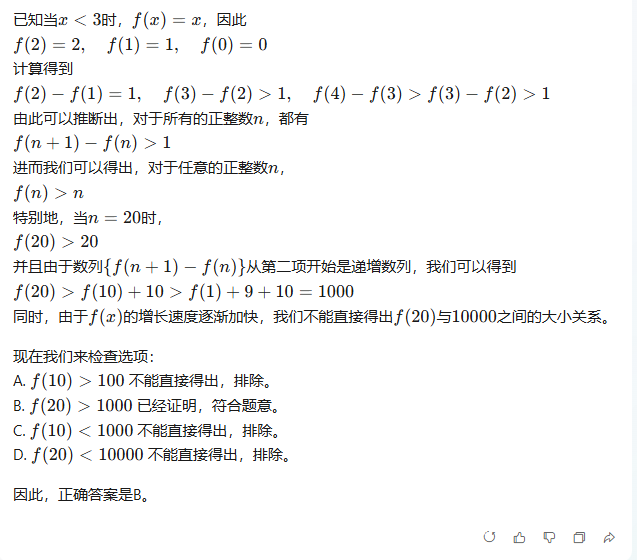 已知当x < 3时，f(x) = x，因此
f(2) = 2, f(1) = 1, f(0) = 0
计算得到
f(2) − f(1) = 1, f(3) − f(2) > 1, f(4) − f(3) > f(3) − f(2) > 1
由此可以推断出，对于所有的正整数n，都有
f(n + 1) − f(n) > 1
进而我们可以得出，对于任意的正整数n，
f(n) > n
特别地，当n = 20时，
f(20) > 20
并且由于数列{f(n + 1) − f(n)}从第二项开始是递增数列，我们可以得到
f(20) > f(10) + 10 > f(1) + 9 + 10 = 1000
同时，由于f(x)的增长速度逐渐加快，我们不能直接得出f(20)与10000之间的大小关系。
现在我们来检查选项：
A. f(10) > 100 不能直接得出，排除。
B. f(20) > 1000 已经证明，符合题意。
C. f(10) < 1000 不能直接得出，排除。
D. f(20) < 10000 不能直接得出，排除。
因此，正确答案是B。